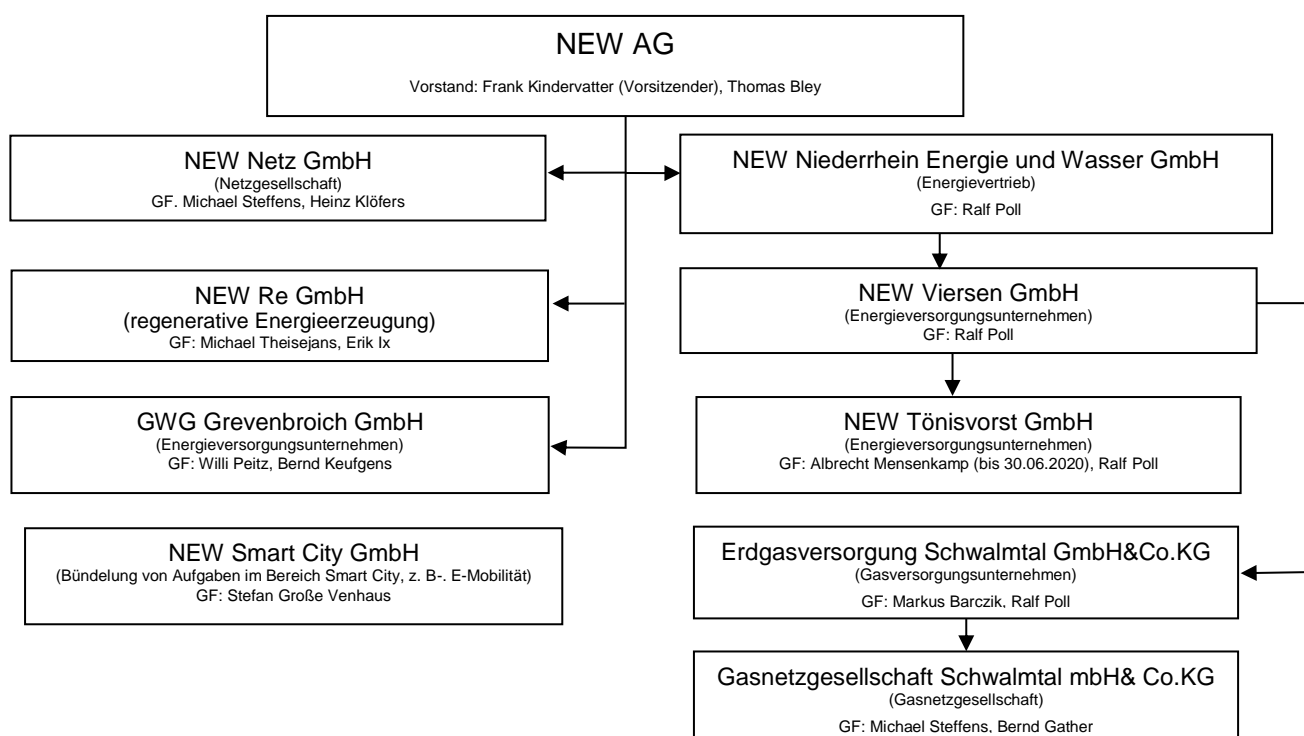 NEW AG
Vorstand: Frank Kindervatter (Vorsitzender), Thomas Bley
NEW Netz GmbH
(Netzgesellschaft)
GF. Michael Steffens, Heinz Klöfers
NEW Niederrhein Energie und Wasser GmbH
(Energievertrieb)
GF: Ralf Poll
NEW Re GmbH
(regenerative Energieerzeugung)
GF: Michael Theisejans, Erik Ix
NEW Viersen GmbH
(Energieversorgungsunternehmen)
GF: Ralf Poll
GWG Grevenbroich GmbH
(Energieversorgungsunternehmen)
GF: Willi Peitz, Bernd Keufgens
NEW Tönisvorst GmbH
(Energieversorgungsunternehmen)
GF: Albrecht Mensenkamp (bis 30.06.2020), Ralf Poll
NEW Smart City GmbH
(Bündelung von Aufgaben im Bereich Smart City, z. B-. E-Mobilität)
GF: Stefan Große Venhaus
Erdgasversorgung Schwalmtal GmbH&Co.KG
(Gasversorgungsunternehmen)
GF: Markus Barczik, Ralf Poll
Gasnetzgesellschaft Schwalmtal mbH& Co.KG
(Gasnetzgesellschaft)
GF: Michael Steffens, Bernd Gather